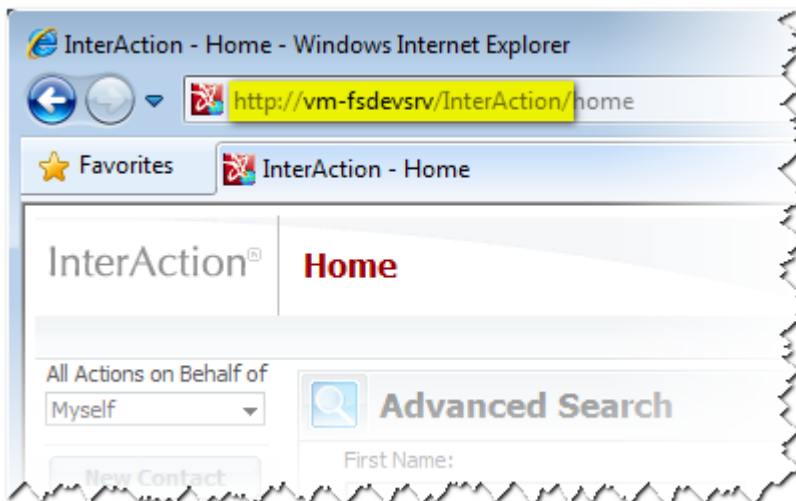 InterAction - Home - Windows Internet Explorer
http://vm-fsdevsrv/InterAction/home
Favorites InterAction - Home
InterAction® Home
All Actions on Behalf of
Myself Advanced Search
First Name:
New Contact